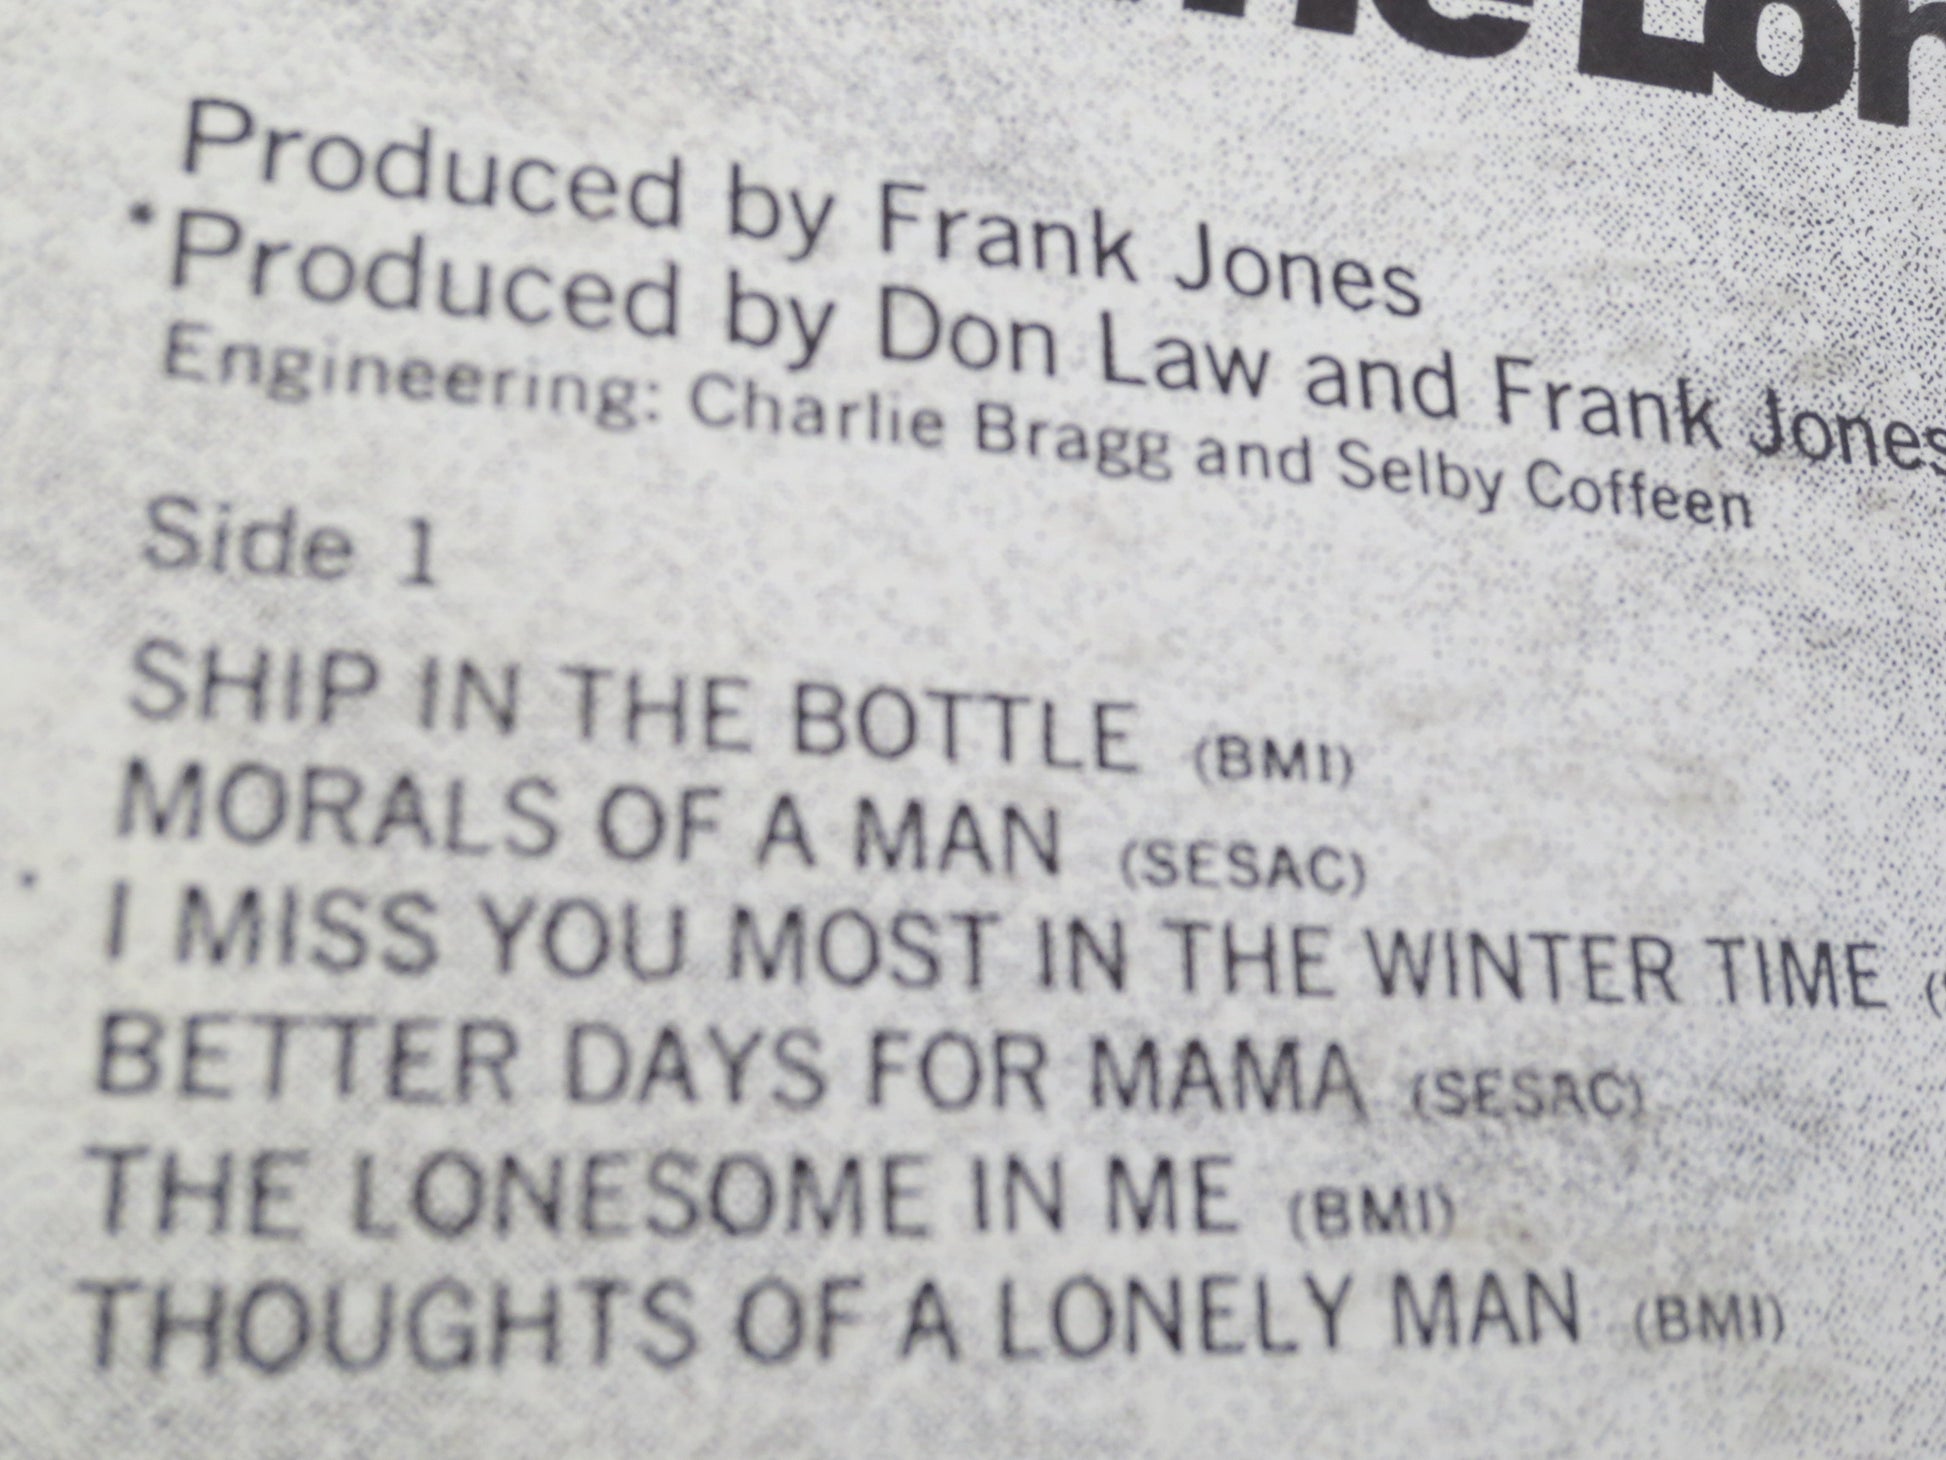 Lon
Produced by Frank Jones
*Produced by Don Law and Frank Jones
Engineering: Charlie Bragg and Selby Coffeen
Side 1
SHIP IN THE BOTTLE (BMI)
MORALS OF A MAN (SESAC)
* I MISS YOU MOST IN THE WINTER TIME
BETTER DAYS FOR MAMA (SESAC)
THE LONESOME IN ME (BMI)
THOUGHTS OF A LONELY MAN (BMI)